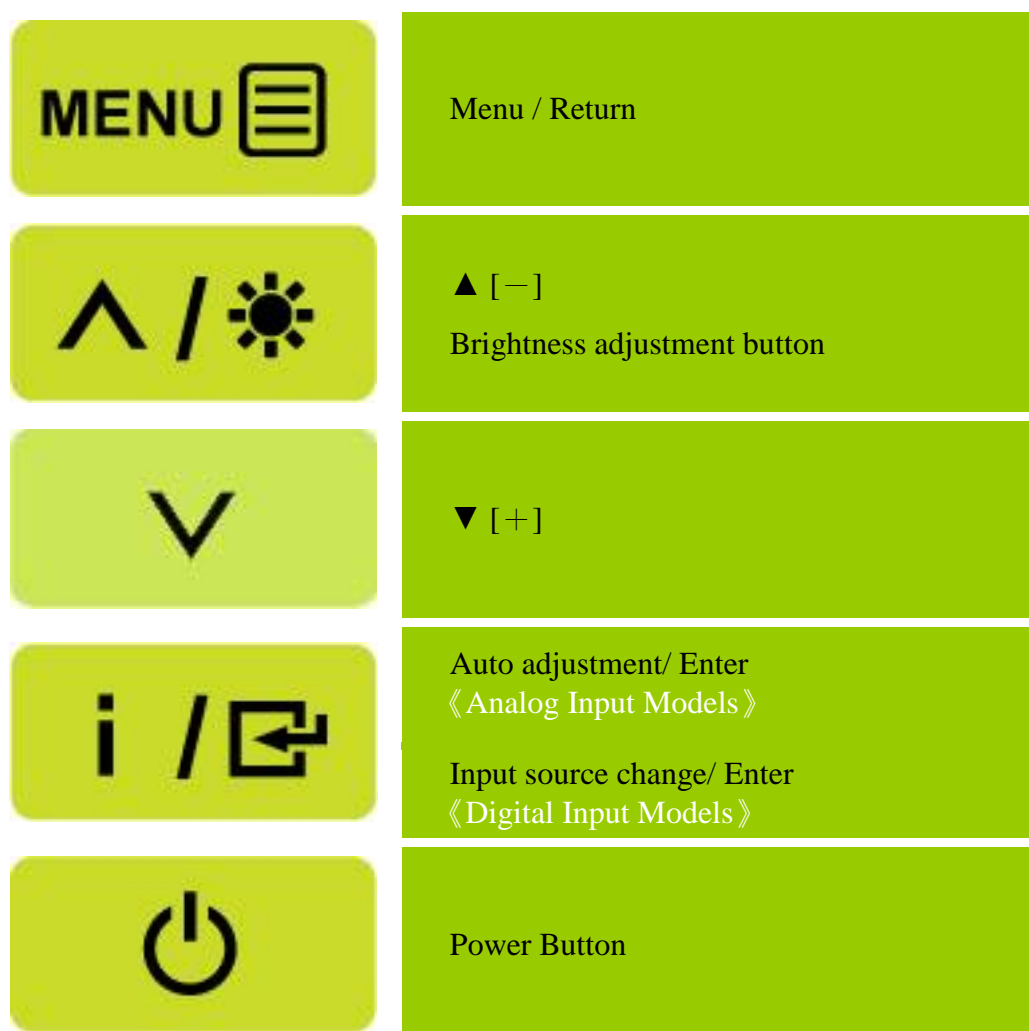 MENU
Menu / Return
/
▲ [－]
Brightness adjustment button
▼ [＋]
i /
Auto adjustment/ Enter
《Analog Input Models》
Input source change/ Enter
《Digital Input Models》
Power Button